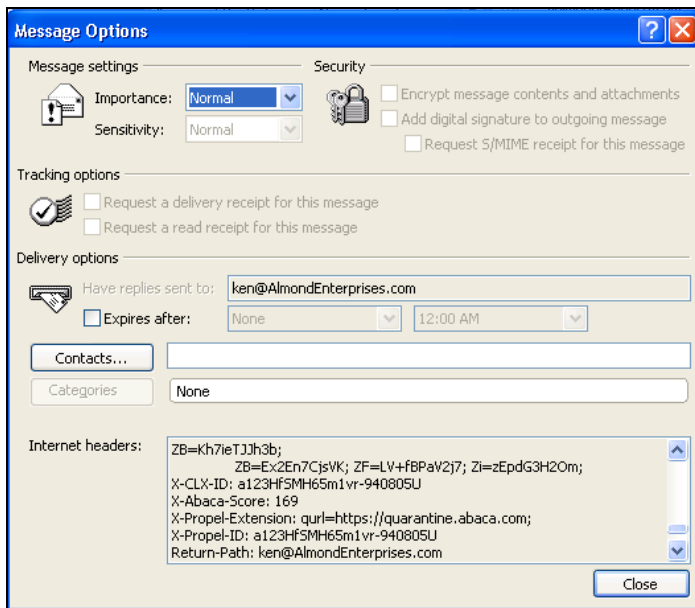 Message Options
Message settings
Security
Importance: Normal
Encrypt message contents and attachments
Sensitivity: Normal
Add digital signature to outgoing message
Request S/MIME receipt for this message
Tracking options
Request a delivery receipt for this message
Request a read receipt for this message
Delivery options
Have replies sent to: ken@AlmondEnterprises.com
Expires after: None 12:00 AM
Contacts...
Categories None
Internet headers: ZB=Kh7ieTJJh3b;
ZB=Ex2En7CjsVK; ZF=LV+fBPaV2j7; Zi=zEpdG3H2Om;
X-CLX-ID: a123HfSMH65m1vr-940805U
X-Abaca-Score: 169
X-Propel-Extension: qurl=https://quarantine.abaca.com;
X-Propel-ID: a123HfSMH65m1vr-940805U
Return-Path: ken@AlmondEnterprises.com
Close